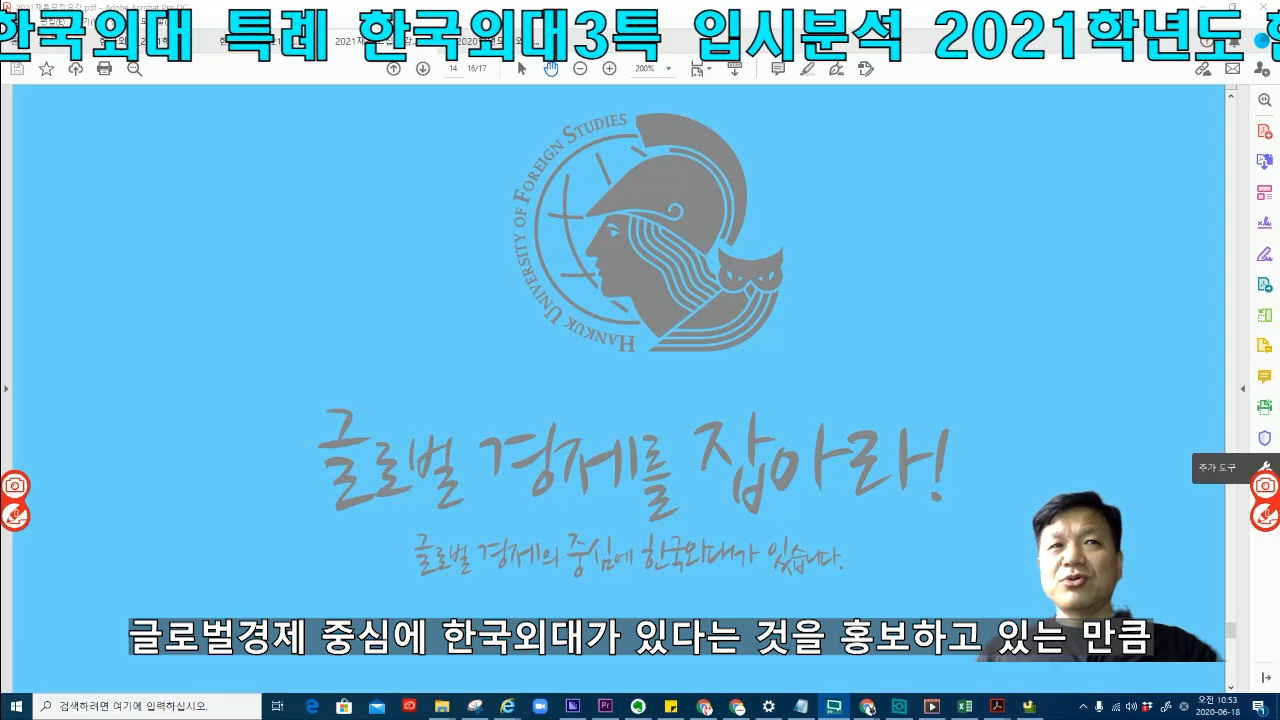 한국외대 특례 한국외대3특 입시분석 2021학년도
14 16/17 200%
HANKUK UNIVERSITY OF FOREIGN STUDIES
글로벌 경제를 잡아라!
추가 도구
글로벌 경제의 중심에 한국외대가 있습니다.
글로벌경제 중심에 한국외대가 있다는 것을 홍보하고 있는 만큼
검색하려면 여기에 입력하십시오.
오전 10:53
2020-06-18